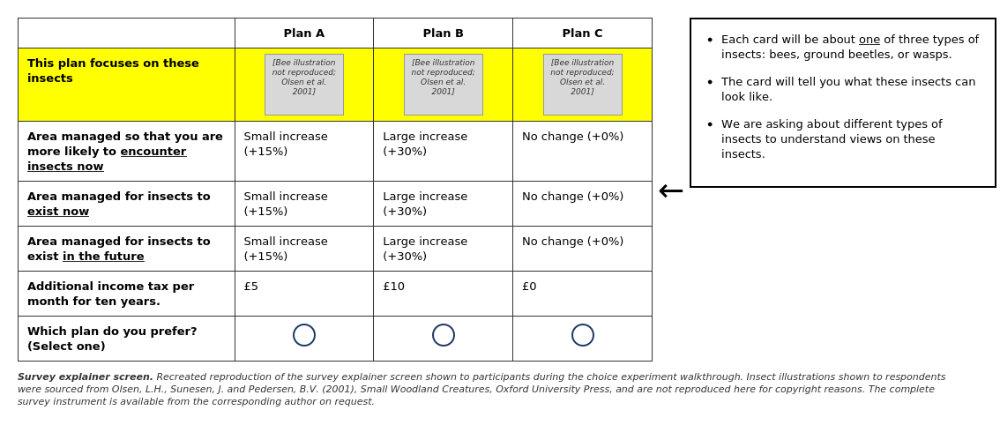 Plan A Plan B Plan C
This plan focuses on these
insects
[Bee illustration
not reproduced;
Olsen et al.
2001]
[Bee illustration
not reproduced;
Olsen et al.
2001]
[Bee illustration
not reproduced;
Olsen et al.
2001]
Area managed so that you are
more likely to encounter
insects now
Small increase
(+15%)
Large increase
(+30%)
No change (+0%)
Area managed for insects to
exist now
Small increase
(+15%)
Large increase
(+30%)
No change (+0%)
Area managed for insects to
exist in the future
Small increase
(+15%)
Large increase
(+30%)
No change (+0%)
Additional income tax per
month for ten years.
£5
£10
£0
Which plan do you prefer?
(Select one)
←
• Each card will be about one of three types of
insects: bees, ground beetles, or wasps.
• The card will tell you what these insects can
look like.
• We are asking about different types of
insects to understand views on these
insects.
Survey explainer screen. Recreated reproduction of the survey explainer screen shown to participants during the choice experiment walkthrough. Insect illustrations shown to respondents
were sourced from Olsen, L.H., Sunesen, J. and Pedersen, B.V. (2001), Small Woodland Creatures, Oxford University Press, and are not reproduced here for copyright reasons. The complete
survey instrument is available from the corresponding author on request.